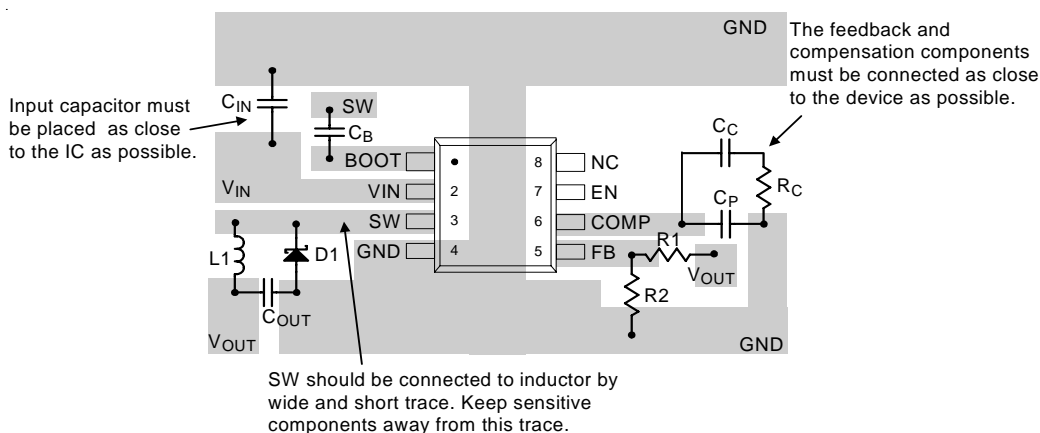 GND
The feedback and
compensation components
must be connected as close
to the device as possible.
Input capacitor must
be placed as close
to the IC as possible.
CIN
SW
CB
BOOT
VIN
VIN
SW
GND
2
3
4
8
7
6
5
NC
EN
COMP
FB
CC
RC
CP
R1
VOUT
R2
L1
D1
COUT
VOUT
GND
SW should be connected to inductor by
wide and short trace. Keep sensitive
components away from this trace.